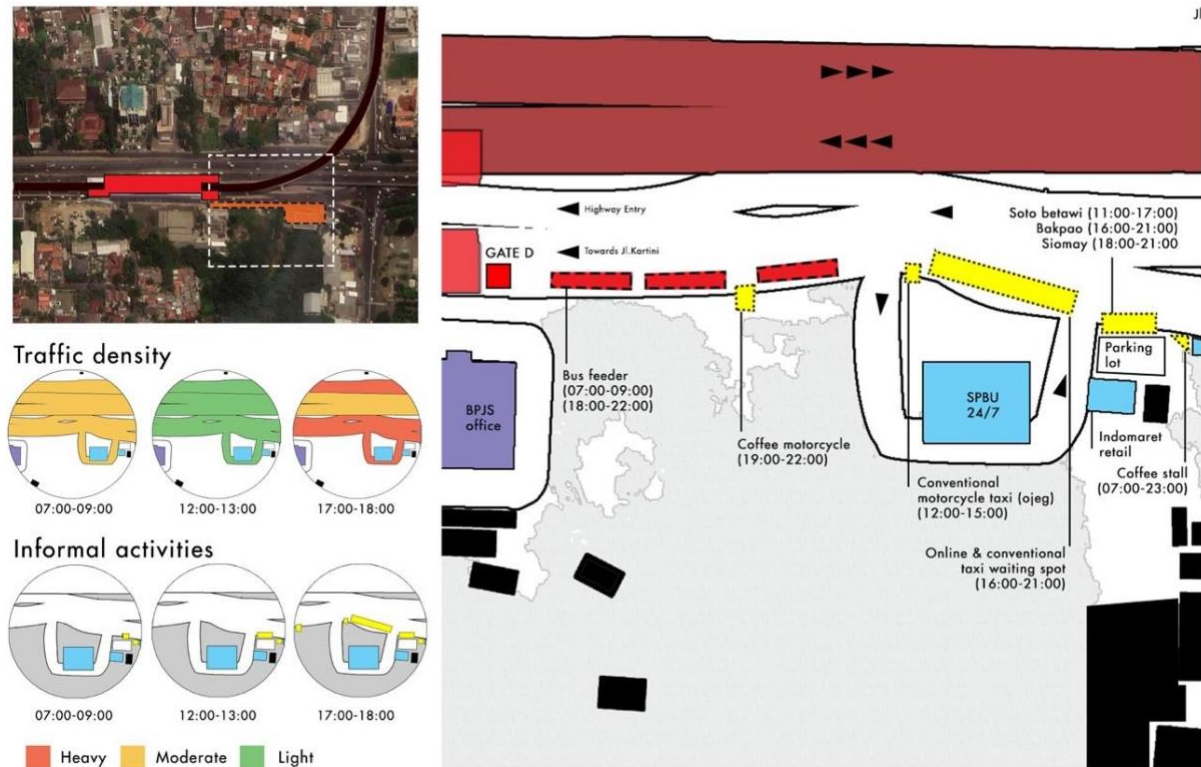 Traffic density
07:00-09:00
12:00-13:00
17:00-18:00
Informal activities
07:00-09:00
12:00-13:00
17:00-18:00
Heavy
Moderate
Light
Highway Entry
GATE D
Towards Jl.Kartini
Soto betawi (11:00-17:00)
Bakpao (16:00-21:00)
Siomay (18:00-21:00
Parking
lot
Bus feeder
(07:00-09:00)
(18:00-22:00)
BPJS
office
SPBU
24/7
Coffee motorcycle
(19:00-22:00)
Indomaret
retail
Coffee stall
(07:00-23:00)
Conventional
motorcycle taxi (ojeg)
(12:00-15:00)
Online & conventional
taxi waiting spot
(16:00-21:00)